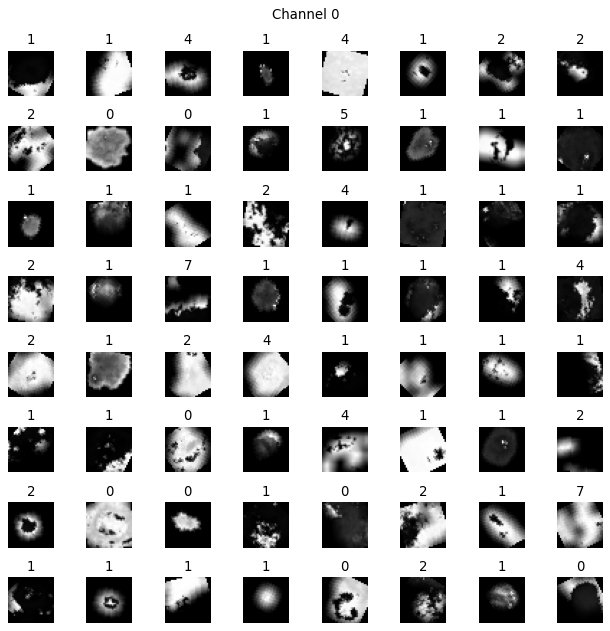 Channel 0
1 1 4 1 4 1 2 2
2 0 0 1 5 1 1 1
1 1 1 2 4 1 1 1
2 1 7 1 1 1 1 4
2 1 2 4 1 1 1 1
1 1 0 1 4 1 1 2
2 0 0 1 0 2 1 7
1 1 1 1 0 2 1 0